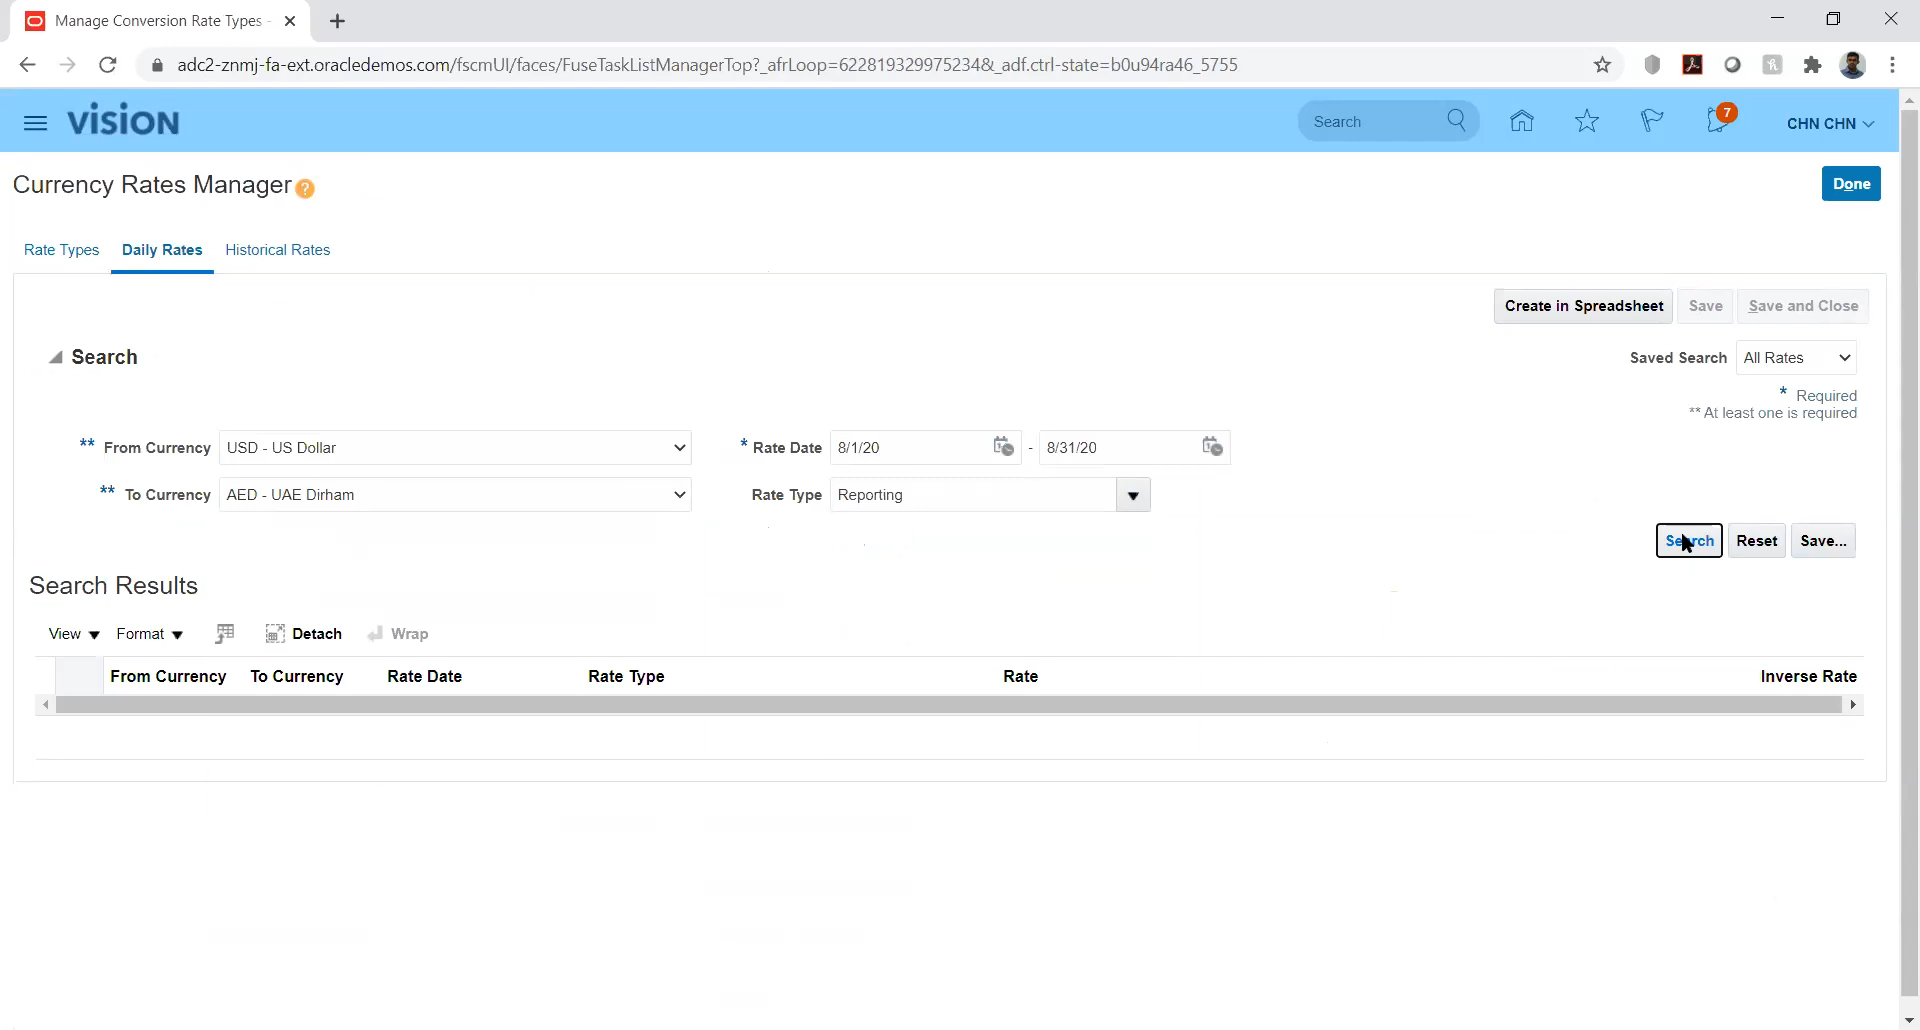 Manage Conversion Rate Types -
adc2-znmj-fa-ext.oracledemos.com/fscmUI/faces/FuseTaskListManagerTop?_afrLoop=622819329975234&_adf.ctrl-state=b0u94ra46_5755
VISION
Search
7
CHN CHN
Currency Rates Manager ?
Done
Rate Types Daily Rates Historical Rates
Create in Spreadsheet Save Save and Close
Search
Saved Search All Rates
* Required
** At least one is required
** From Currency USD - US Dollar * Rate Date 8/1/20 - 8/31/20
** To Currency AED - UAE Dirham Rate Type Reporting
Search Reset Save...
Search Results
View Format Detach Wrap
From Currency To Currency Rate Date Rate Type Rate Inverse Rate